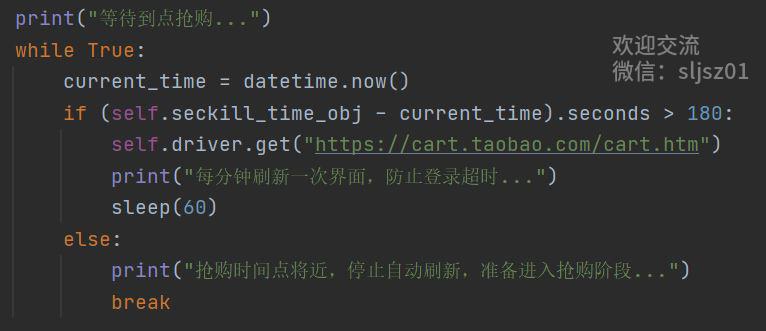 print("等待到点抢购...")
while True:
欢迎交流
微信：sljsz01
    current_time = datetime.now()
    if (self.seckill_time_obj - current_time).seconds > 180:
        self.driver.get("https://cart.taobao.com/cart.htm")
        print("每分钟刷新一次界面，防止登录超时...")
        sleep(60)
    else:
        print("抢购时间点将近，停止自动刷新，准备进入抢购阶段...")
        break